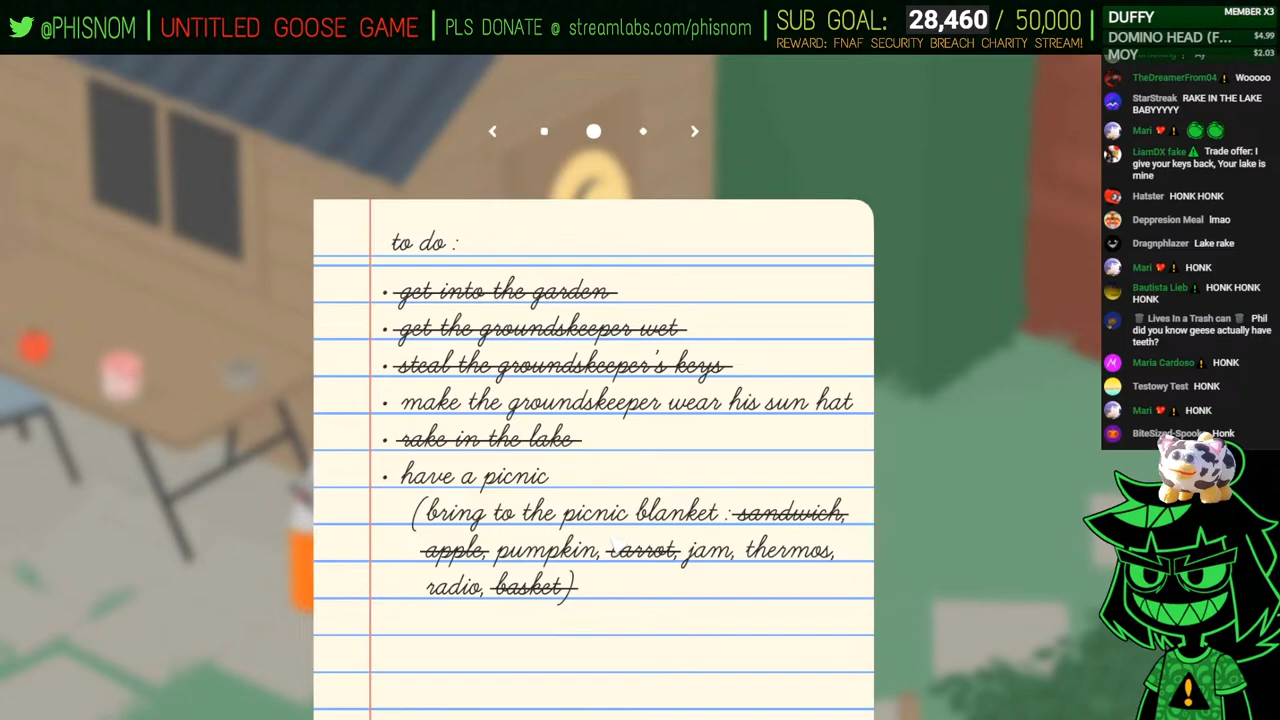 @PHISNOM | UNTITLED GOOSE GAME | PLS DONATE @ streamlabs.com/phisnom | SUB GOAL: 28,460 / 50,000
REWARD: FNAF SECURITY BREACH CHARITY STREAM!
DUFFY MEMBER X3
DOMINO HEAD (F... $4.99
MOY $2.03
TheDreamerFrom04 Wooooo
StarStreak RAKE IN THE LAKE
BABYYYYY
Mari
LiamDX fake Trade offer: I
give your keys back, Your lake is
mine
Hatster HONK HONK
Deppresion Meal lmao
Dragnphlazer Lake rake
Mari HONK
Bautista Lieb HONK HONK
HONK
Lives In a Trash can Phil
did you know geese actually have
teeth?
Maria Cardoso HONK
Testowy Test HONK
Mari HONK
BiteSized-Spooks Honk
to do :
• get into the garden
• get the groundskeeper wet
• steal the groundskeeper's keys
• make the groundskeeper wear his sun hat
• rake in the lake
• have a picnic
(bring to the picnic blanket : sandwich,
apple, pumpkin, carrot, jam, thermos,
radio, basket)